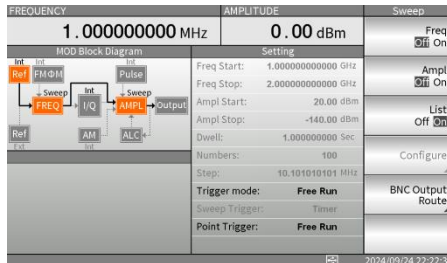 FREQUENCY
AMPLITUDE
Sweep
1.000000000 MHz
0.00 dBm
Freq
Off On
MOD Block Diagram
Setting
Int
Int
Int
Ref
FMΦM
Pulse
Sweep
Int
Sweep
FREQ
I/Q
AMPL
Output
Ref
AM
ALC
Ext
Int
Freq Start: 1.000000000000 GHz
Freq Stop: 2.000000000000 GHz
Ampl Start: 20.00 dBm
Ampl Stop: -140.00 dBm
Dwell: 1.000000000 Sec
Numbers: 100
Step: 10.101010101 MHz
Trigger mode: Free Run
Sweep Trigger: Timer
Point Trigger: Free Run
Ampl
Off On
List
Off On
Configure
BNC Output
Route
2024/09/24 22:22:3